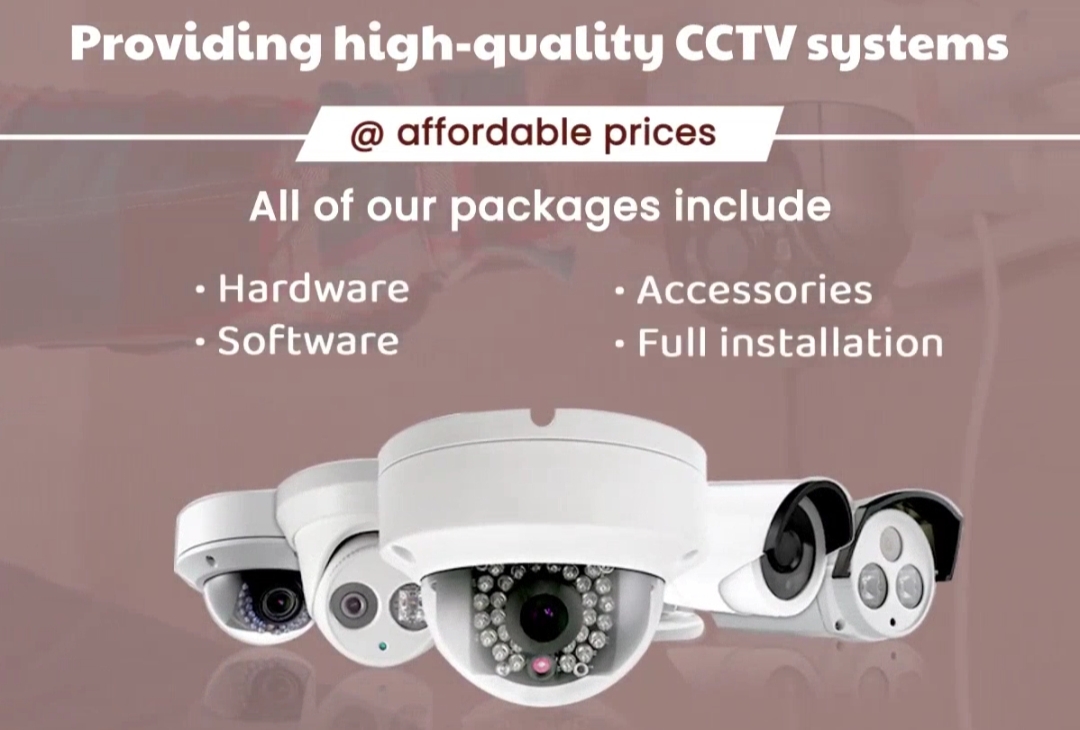 Providing high-quality CCTV systems
@ affordable prices
All of our packages include
• Hardware
• Software
• Accessories
• Full installation